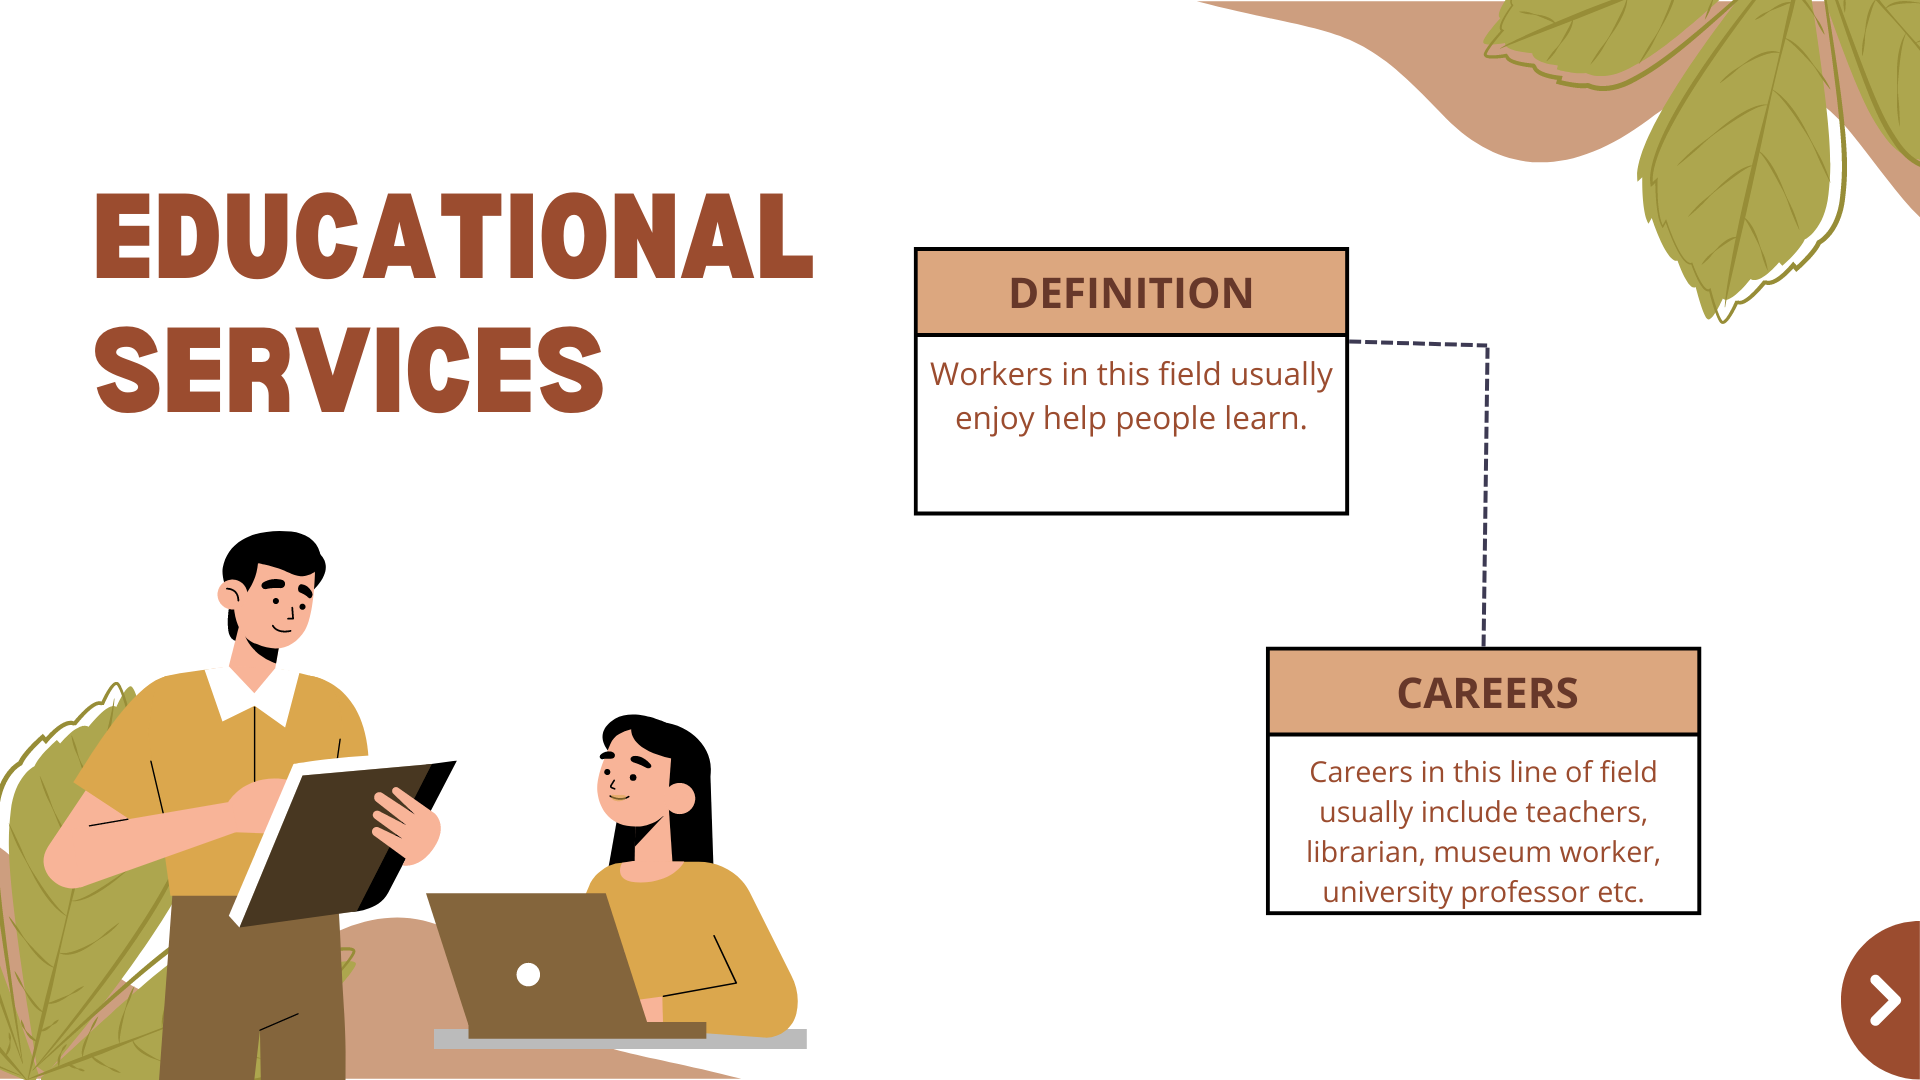 EDUCATIONAL
SERVICES
DEFINITION
Workers in this field usually
enjoy help people learn.
CAREERS
Careers in this line of field
usually include teachers,
librarian, museum worker,
university professor etc.